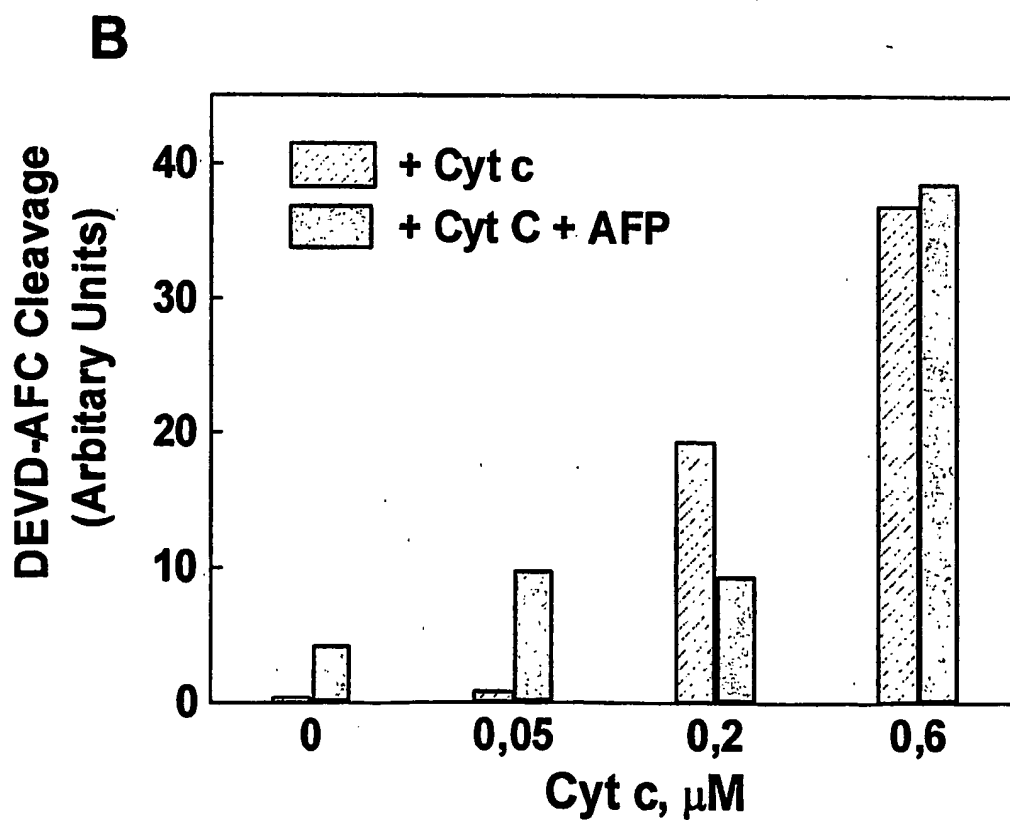 B
DEVD-AFC Cleavage
(Arbitary Units)
40
30
20
10
0
+ Cyt c
+ Cyt C + AFP
0
0,05
0,2
0,6
Cyt c, μM